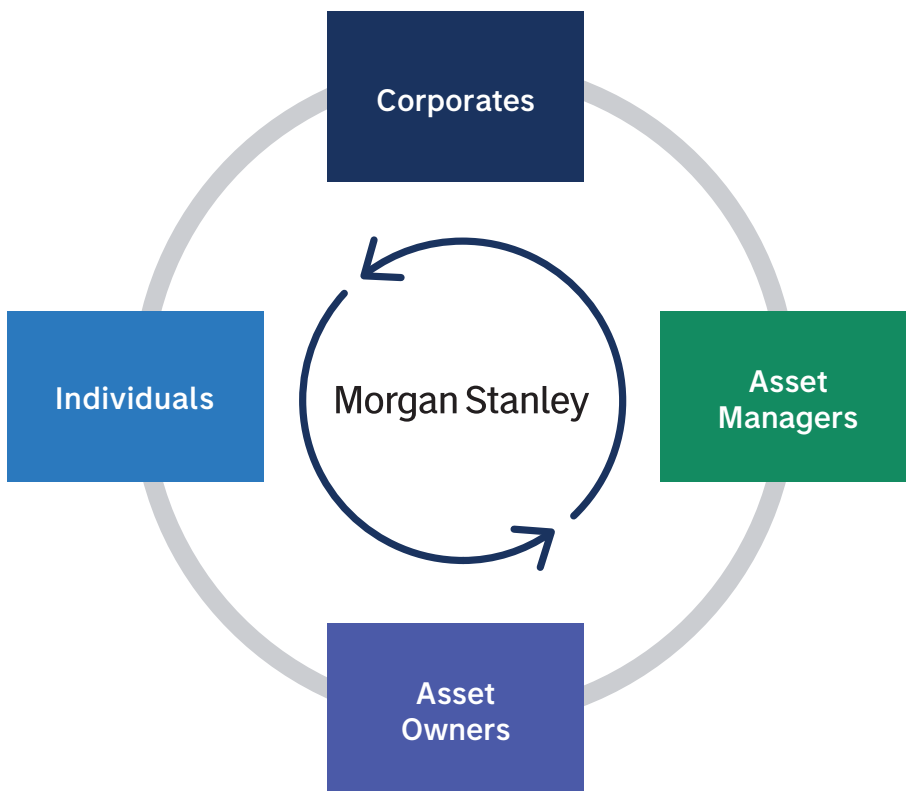 Corporates
Individuals
Morgan Stanley
Asset
Managers
Asset
Owners